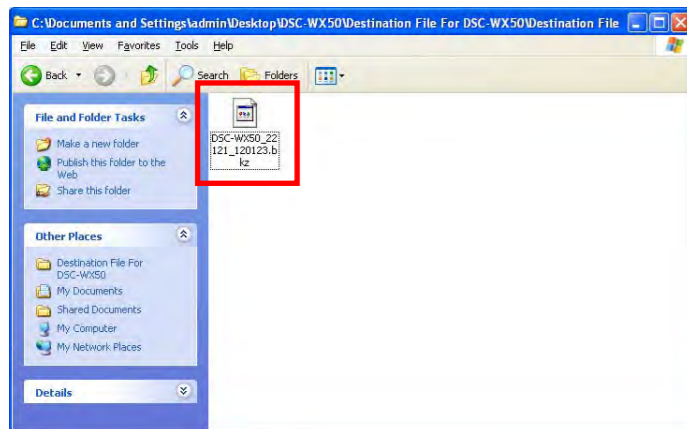 C:\Documents and Settings\admin\Desktop\DSC-WX50\Destination File For DSC-WX50\Destination File
File Edit View Favorites Tools Help
Back Search Folders
File and Folder Tasks
Make a new folder
Publish this folder to the
Web
Share this folder
Other Places
Destination File For
DSC-WX50
My Documents
Shared Documents
My Computer
My Network Places
Details
DSC-WX50_22
121_120123.b
kz